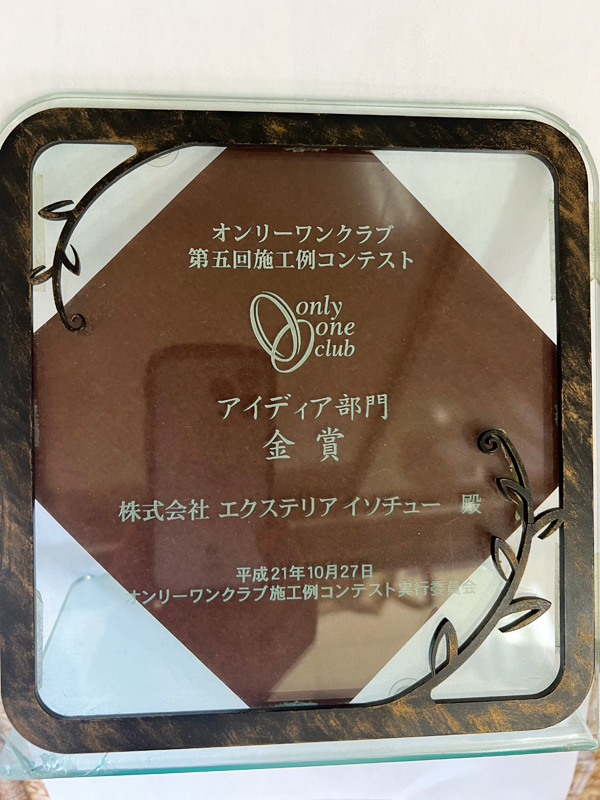 オンリーワンクラブ
第五回施工例コンテスト
only
one
club
アイディア部門
金賞
株式会社 エクステリア イソチュー 殿
平成21年10月27日
オンリーワンクラブ施工例コンテスト実行委員会